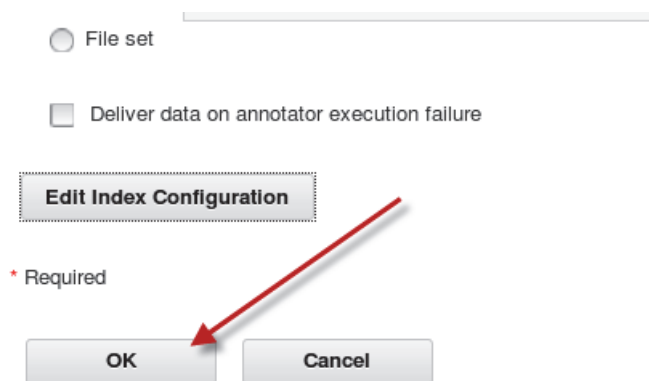 File set
Deliver data on annotator execution failure
Edit Index Configuration
* Required
OK Cancel